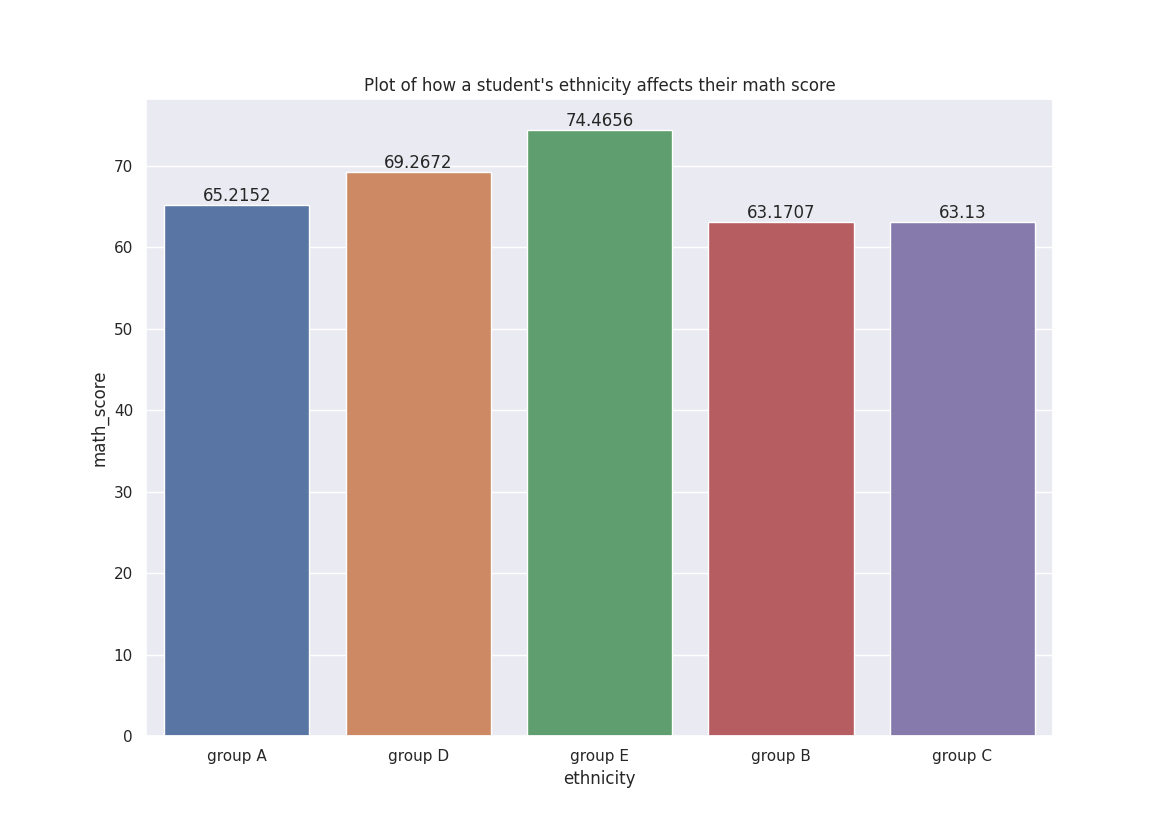 Plot of how a student's ethnicity affects their math score
74.4656
69.2672
65.2152
63.1707
63.13
70
60
50
40
30
20
10
0
math_score
group A
group D
group E
group B
group C
ethnicity